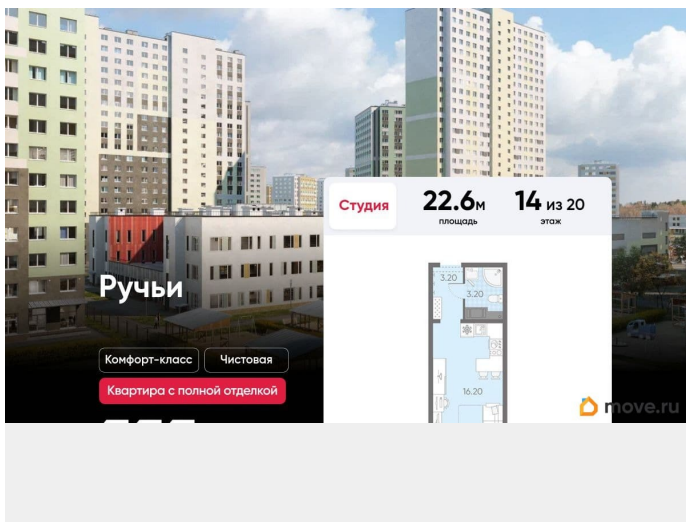 Студия
22.6м
площадь
14 из 20
этаж
3.20
3.20
16.20
Ручьи
Комфорт-класс
Чистовая
Квартира с полной отделкой
move.ru